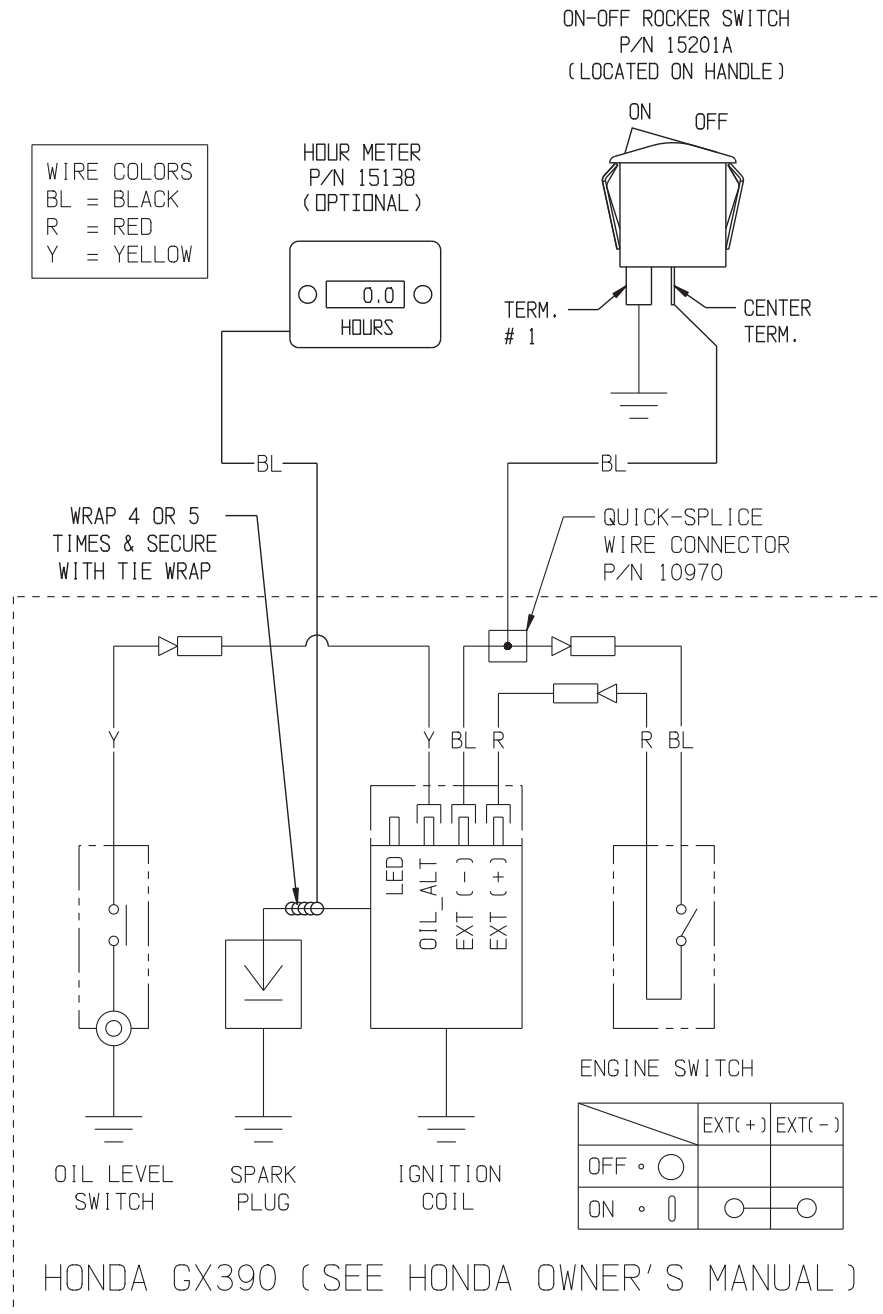 ON-OFF ROCKER SWITCH
P/N 15201A
(LOCATED ON HANDLE)
ON
OFF
WIRE COLORS
BL = BLACK
R = RED
Y = YELLOW
HOUR METER
P/N 15138
(OPTIONAL)
0.0
HOURS
TERM.
# 1
CENTER
TERM.
BL
BL
WRAP 4 OR 5
TIMES & SECURE
WITH TIE WRAP
QUICK-SPLICE
WIRE CONNECTOR
P/N 10970
Y
Y
BL
R
R
BL
LED
OIL_ALT
EXT (-)
EXT (+)
ENGINE SWITCH
EXT(+)
EXT(-)
OFF
ON
OIL LEVEL
SWITCH
SPARK
PLUG
IGNITION
COIL
HONDA GX390 (SEE HONDA OWNER'S MANUAL)